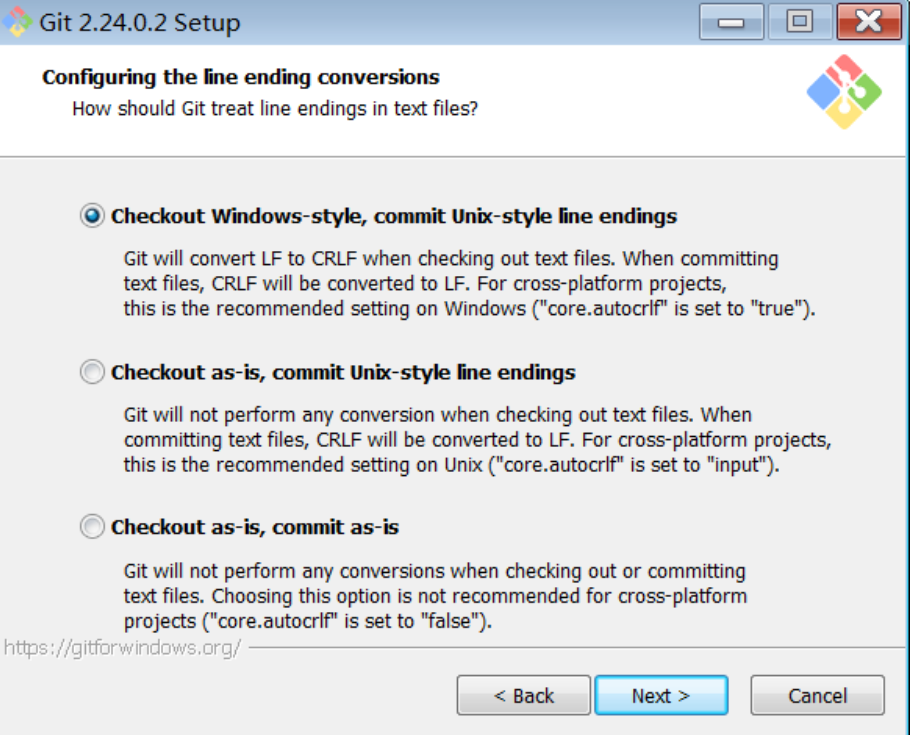 Git 2.24.0.2 Setup
Configuring the line ending conversions
How should Git treat line endings in text files?
Checkout Windows-style, commit Unix-style line endings
Git will convert LF to CRLF when checking out text files. When committing
text files, CRLF will be converted to LF. For cross-platform projects,
this is the recommended setting on Windows ("core.autocrlf" is set to "true").
Checkout as-is, commit Unix-style line endings
Git will not perform any conversion when checking out text files. When
committing text files, CRLF will be converted to LF. For cross-platform projects,
this is the recommended setting on Unix ("core.autocrlf" is set to "input").
Checkout as-is, commit as-is
Git will not perform any conversions when checking out or committing
text files. Choosing this option is not recommended for cross-platform
projects ("core.autocrlf" is set to "false").
https://gitforwindows.org/
< Back
Next >
Cancel